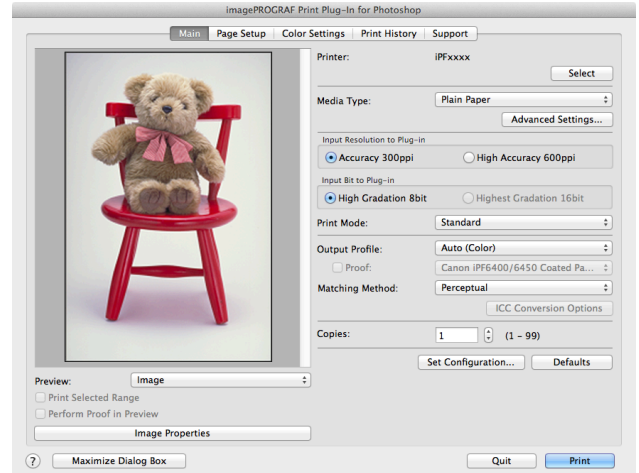 imagePROGRAF Print Plug-In for Photoshop
Main Page Setup Color Settings Print History Support
Printer: iPFxxxx
Select
Media Type: Plain Paper
Advanced Settings...
Input Resolution to Plug-in
Accuracy 300ppi High Accuracy 600ppi
Input Bit to Plug-in
High Gradation 8bit Highest Gradation 16bit
Print Mode: Standard
Output Profile: Auto (Color)
Proof: Canon iPF6400/6450 Coated Pa...
Matching Method: Perceptual
ICC Conversion Options
Copies: 1 (1 - 99)
Set Configuration... Defaults
Preview: Image
Print Selected Range
Perform Proof in Preview
Image Properties
? Maximize Dialog Box Quit Print